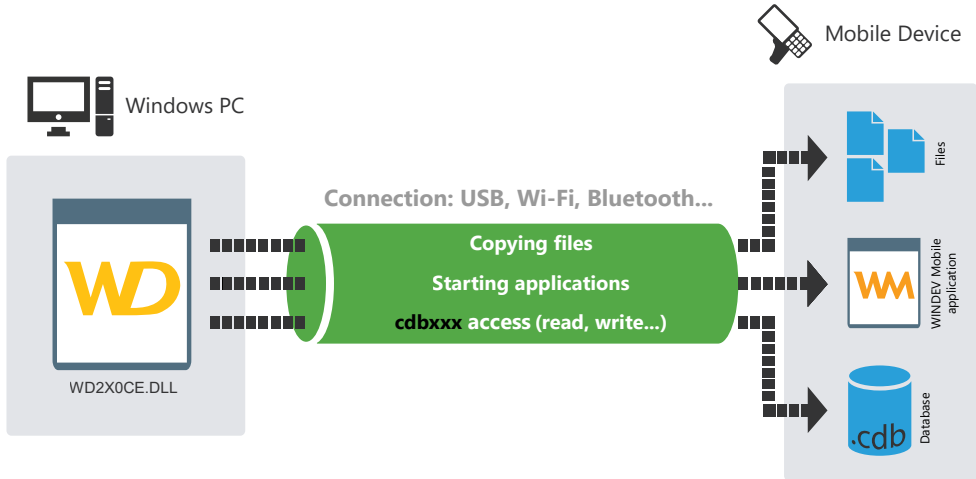 Mobile Device
Windows PC
Connection: USB, Wi-Fi, Bluetooth...
Copying files
Starting applications
cdbxxx access (read, write...)
WD
WD2X0CE.DLL
Files
WM
WINDEV Mobile
application
.cdb
Database